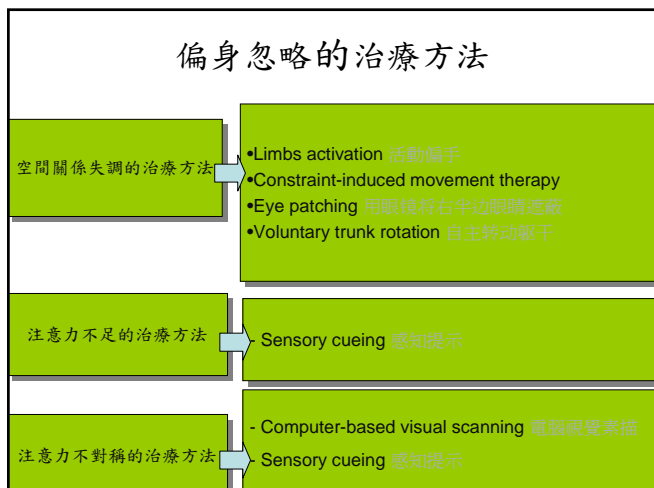 偏身忽略的治療方法
空間關係失調的治療方法
•Limbs activation 活動偏手
•Constraint-induced movement therapy
•Eye patching 用眼镜将右半边眼睛遮蔽
•Voluntary trunk rotation 自主转动躯干
注意力不足的治療方法
- Sensory cueing 感知提示
注意力不對稱的治療方法
- Computer-based visual scanning 電腦視覺素描
- Sensory cueing 感知提示